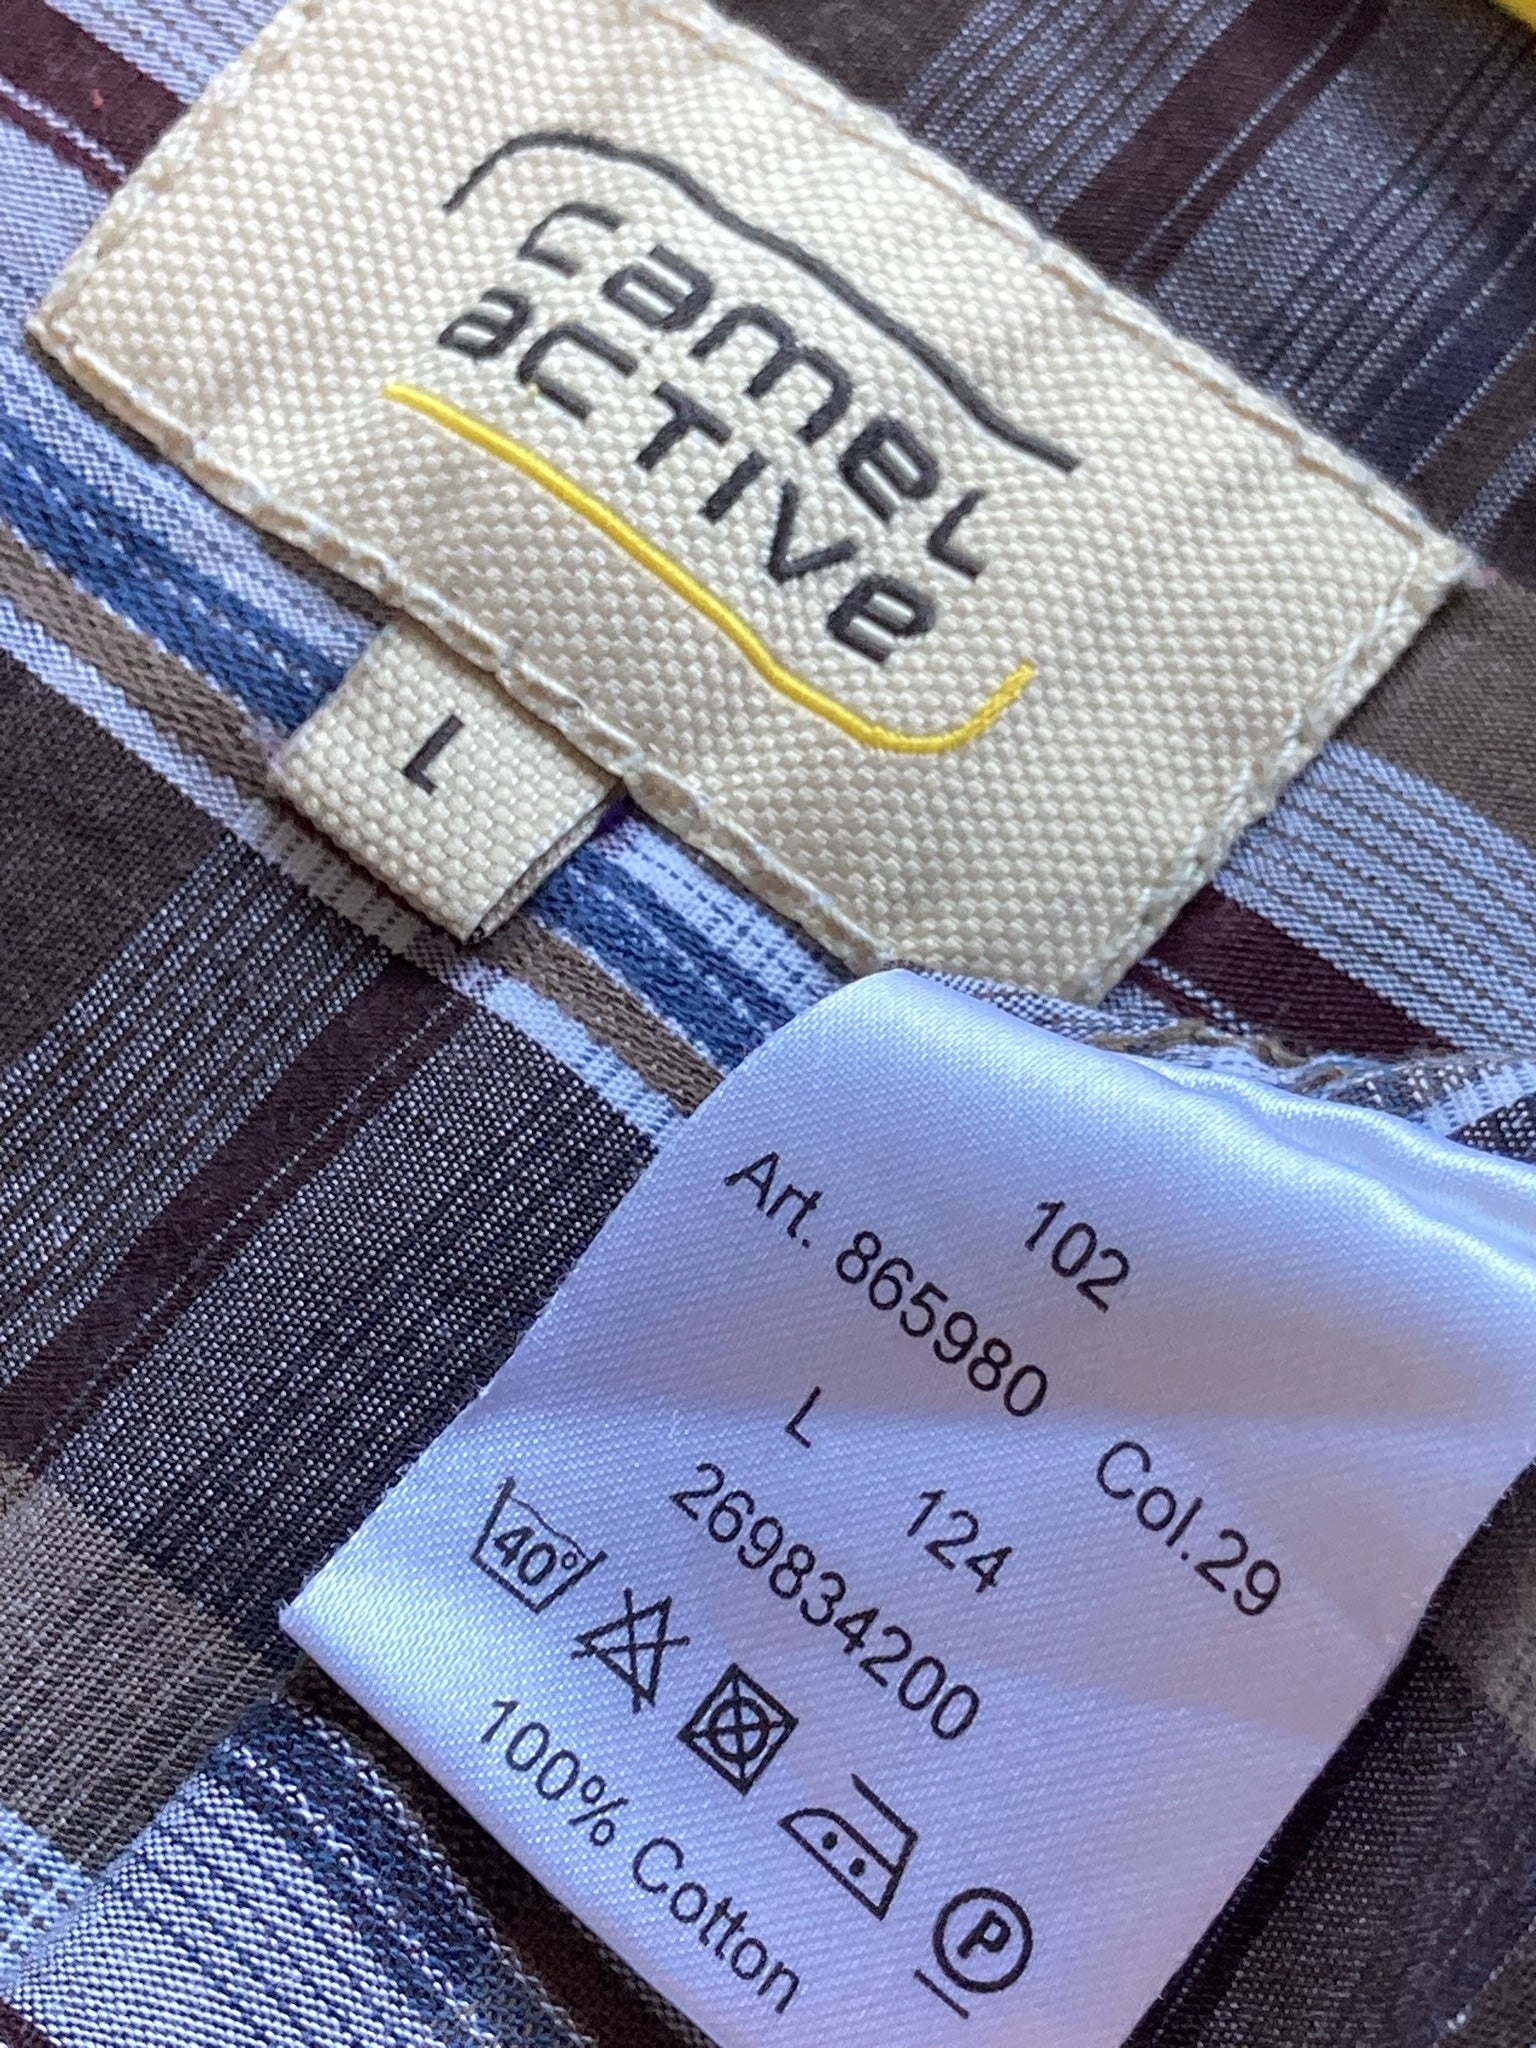 camel
active
L
102
Art. 865980 Col.29
L 124
269834200
40°
P
100% Cotton